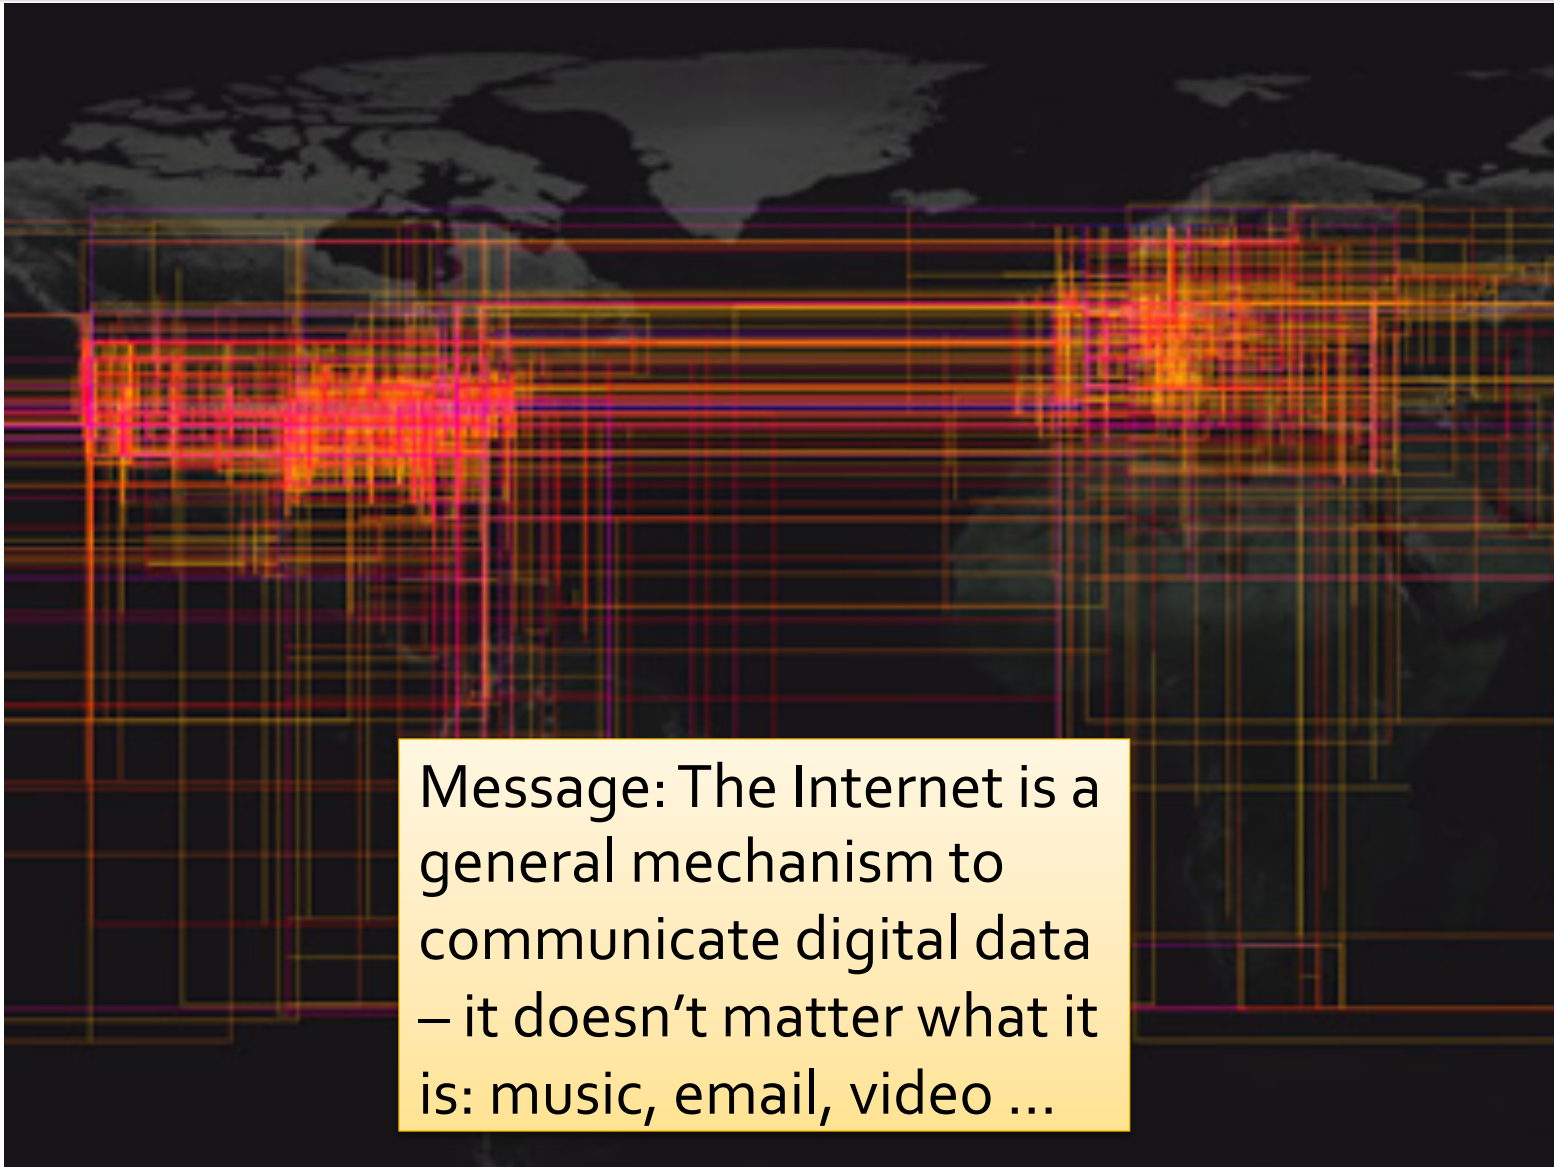 Message: The Internet is a
general mechanism to
communicate digital data
– it doesn’t matter what it
is: music, email, video …